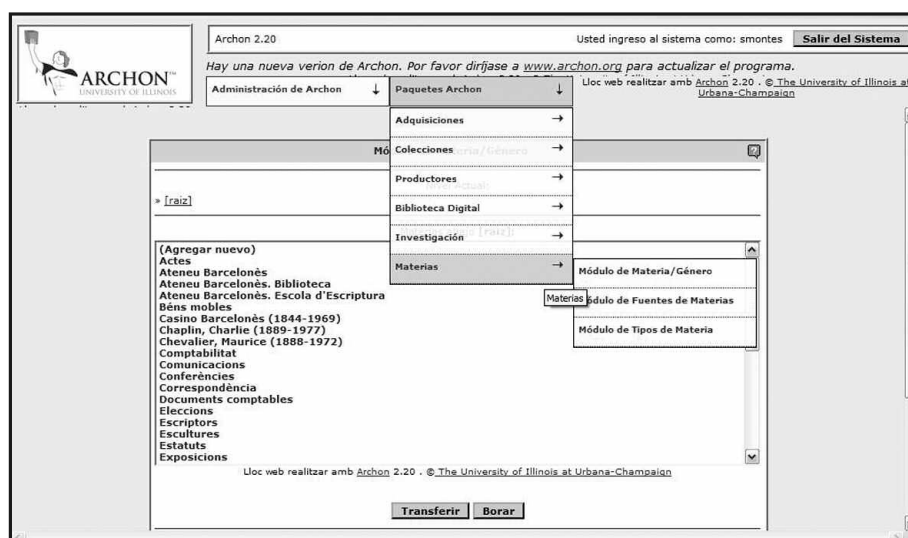 Archon 2.20
Usted ingreso al sistema como: smontes
Salir del Sistema
ARCHON™
UNIVERSITY OF ILLINOIS
Hay una nueva verion de Archon. Por favor diríjase a www.archon.org para actualizar el programa.
Administración de Archon ↓
Paquetes Archon ↓
Lloc web realitzar amb Archon 2.20 . © The University of Illinois at
Urbana-Champaign
Adquisiciones →
Colecciones →
Productores →
Biblioteca Digital →
Investigación →
Materias →
Módulo de Materia/Género
Módulo de Fuentes de Materias
Módulo de Tipos de Materia
Materias
Mó
» [raiz]
(Agregar nuevo)
Actes
Ateneu Barcelonès
Ateneu Barcelonès. Biblioteca
Ateneu Barcelonès. Escola d'Escriptura
Béns mobles
Casino Barcelonès (1844-1969)
Chaplin, Charlie (1889-1977)
Chevalier, Maurice (1888-1972)
Comptabilitat
Comunicacions
Conferències
Correspondència
Documents comptables
Eleccions
Escriptors
Escultures
Estatuts
Exposicions
Lloc web realitzar amb Archon 2.20 . © The University of Illinois at Urbana-Champaign
Transferir
Borar